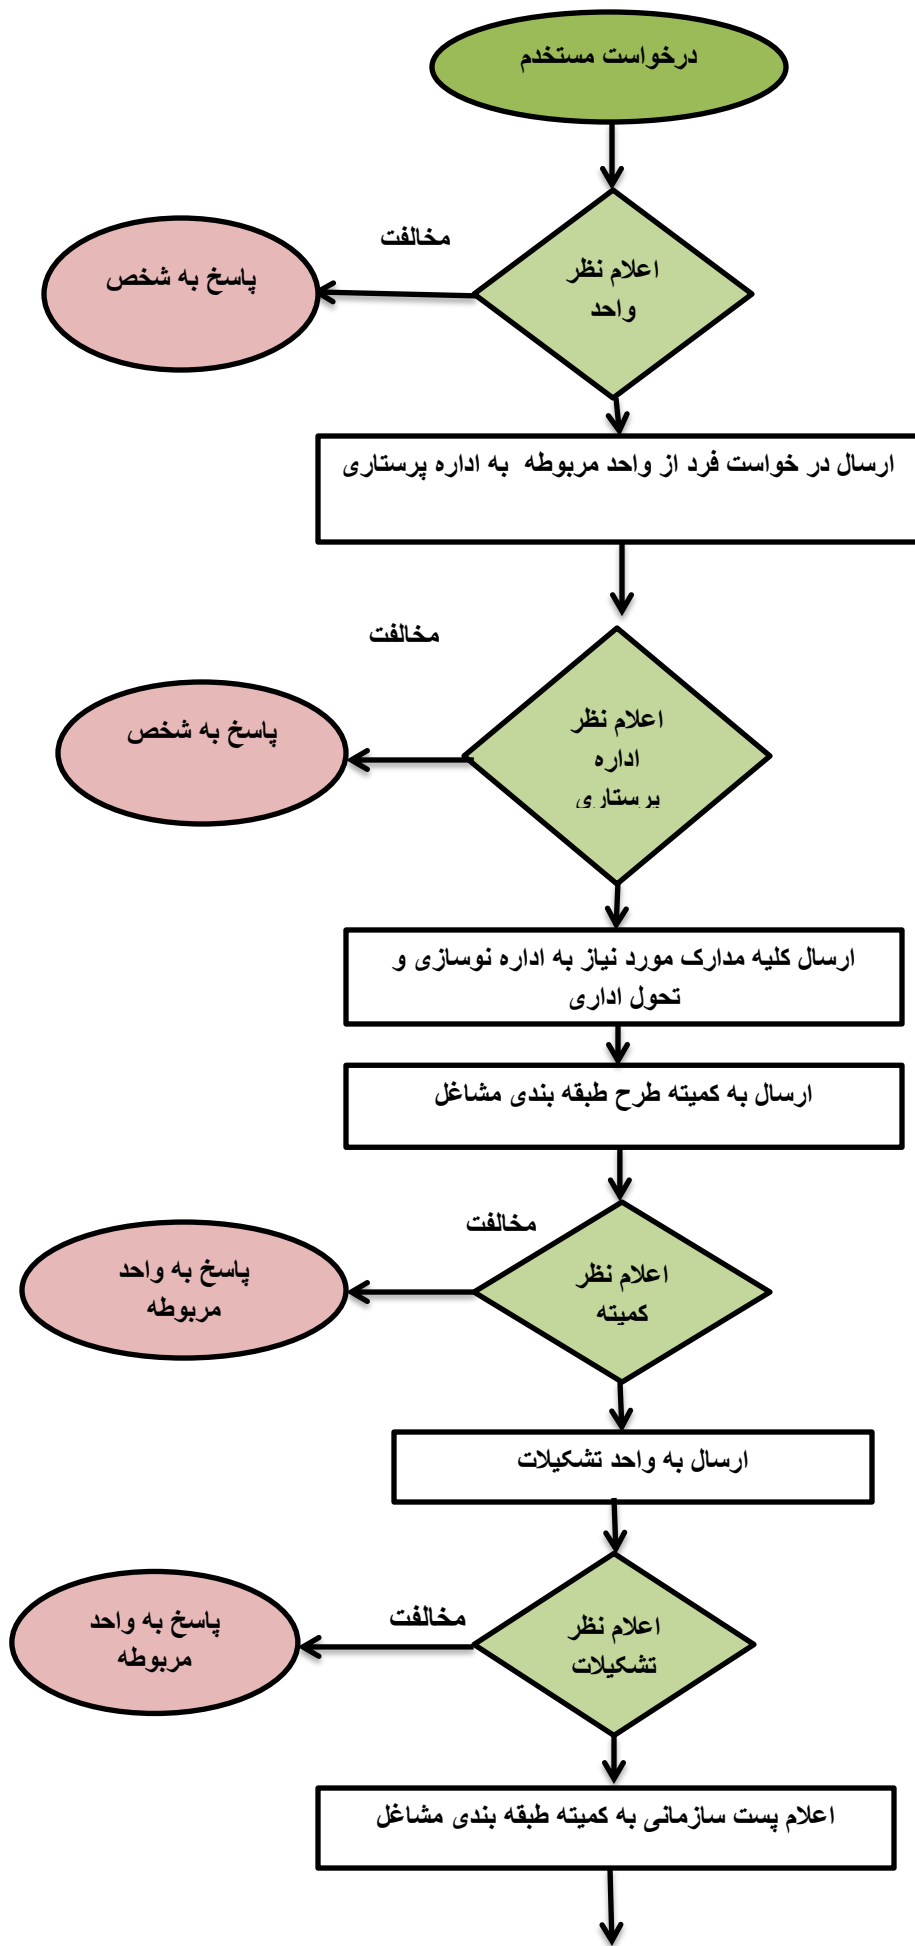 درخواست مستخدم
مخالفت
اعلام نظر
واحد
پاسخ به شخص
ارسال در خواست فرد از واحد مربوطه به اداره پرستاری
مخالفت
اعلام نظر
اداره
پرستاری
پاسخ به شخص
ارسال کلیه مدارک مورد نیاز به اداره نوسازی و
تحول اداری
ارسال به کمیته طرح طبقه بندی مشاغل
مخالفت
اعلام نظر
کمیته
پاسخ به واحد
مربوطه
ارسال به واحد تشکیلات
مخالفت
اعلام نظر
تشکیلات
پاسخ به واحد
مربوطه
اعلام پست سازمانی به کمیته طبقه بندی مشاغل